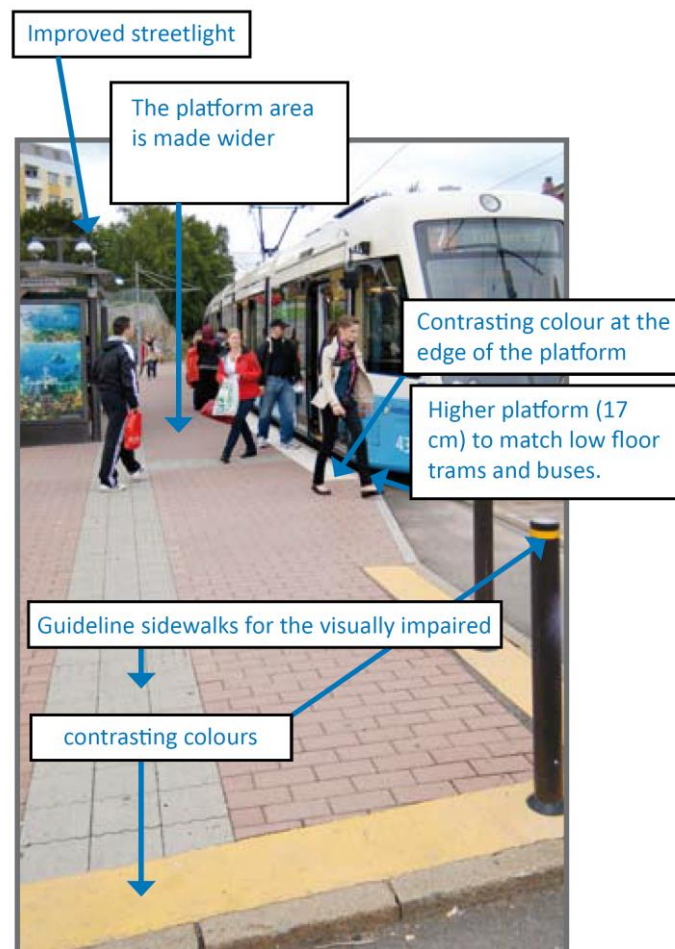 Improved streetlight
The platform area
is made wider
Contrasting colour at the
edge of the platform
Higher platform (17
cm) to match low floor
trams and buses.
Guideline sidewalks for the visually impaired
contrasting colours